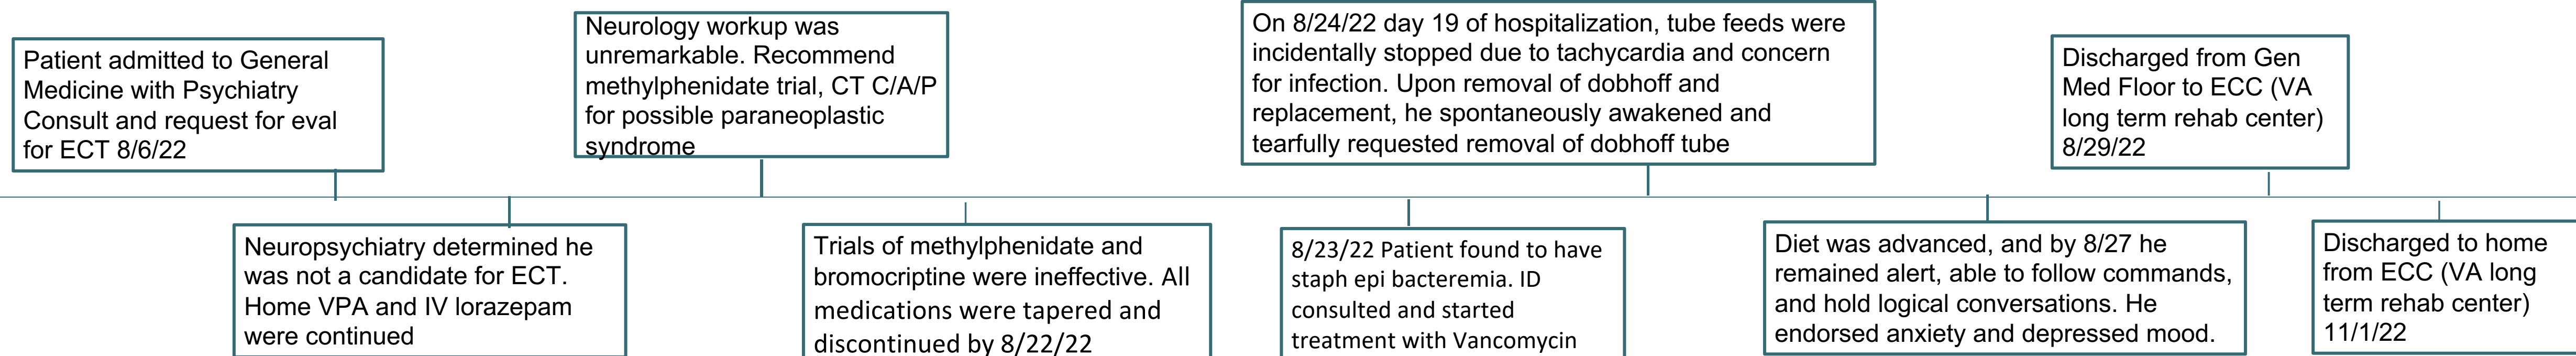 Patient admitted to General
Medicine with Psychiatry
Consult and request for eval
for ECT 8/6/22
Neuropsychiatry determined he
was not a candidate for ECT.
Home VPA and IV lorazepam
were continued
Neurology workup was
unremarkable. Recommend
methylphenidate trial, CT C/A/P
for possible paraneoplastic
syndrome
Trials of methylphenidate and
bromocriptine were ineffective. All
medications were tapered and
discontinued by 8/22/22
8/23/22 Patient found to have
staph epi bacteremia. ID
consulted and started
treatment with Vancomycin
On 8/24/22 day 19 of hospitalization, tube feeds were
incidentally stopped due to tachycardia and concern
for infection. Upon removal of dobhoff and
replacement, he spontaneously awakened and
tearfully requested removal of dobhoff tube
Diet was advanced, and by 8/27 he
remained alert, able to follow commands,
and hold logical conversations. He
endorsed anxiety and depressed mood.
Discharged from Gen
Med Floor to ECC (VA
long term rehab center)
8/29/22
Discharged to home
from ECC (VA long
term rehab center)
11/1/22